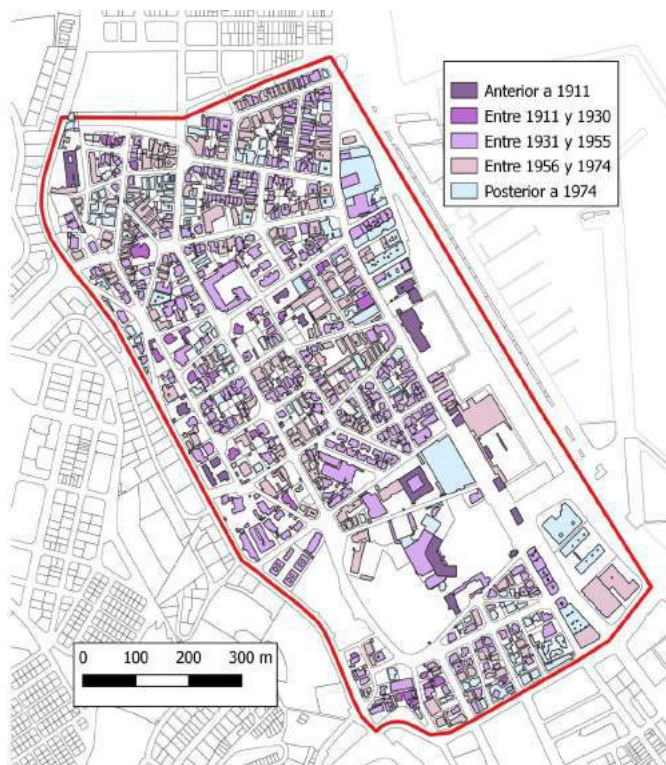 Anterior a 1911
Entre 1911 y 1930
Entre 1931 y 1955
Entre 1956 y 1974
Posterior a 1974
0 100 200 300 m